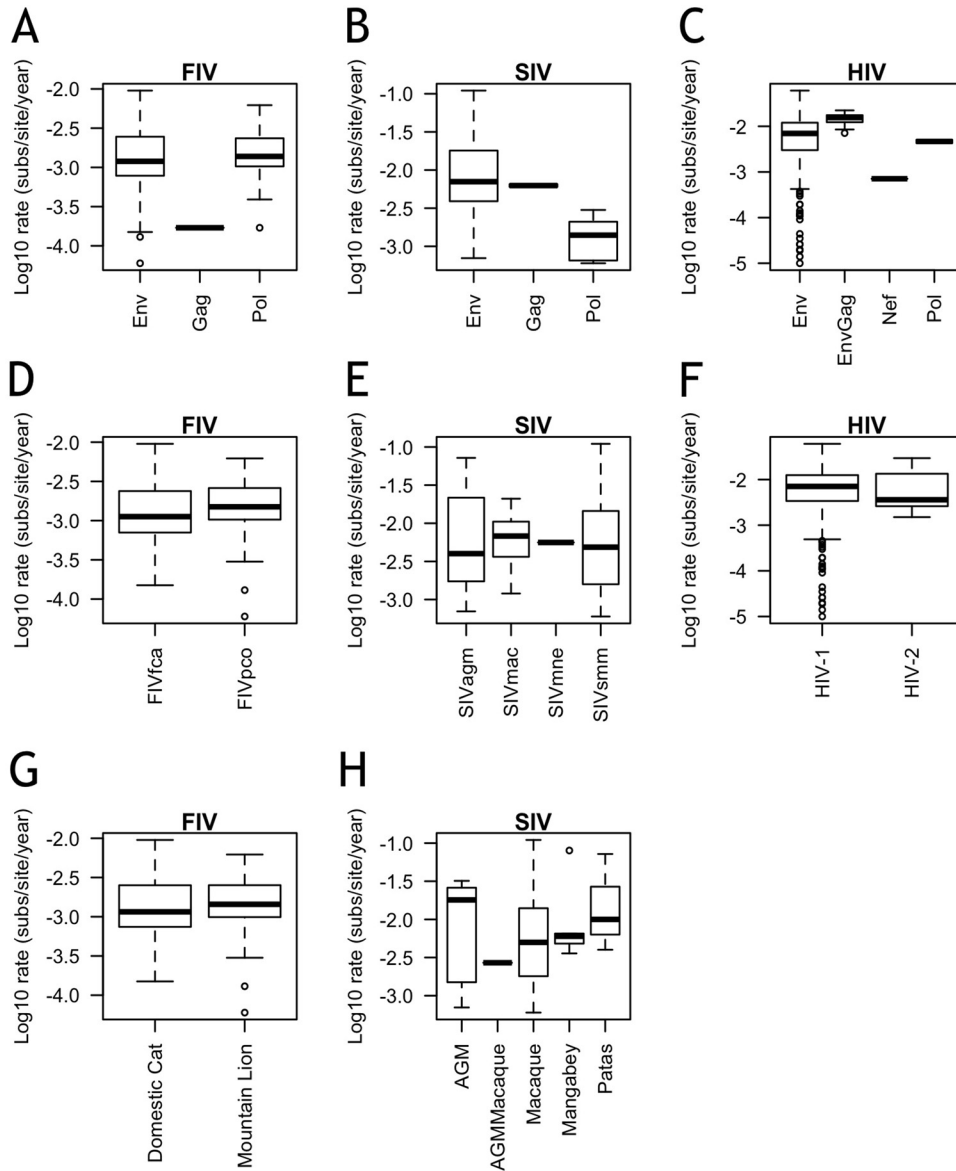 A
FIV
Log10 rate (subs/site/year)
-2.0
-2.5
-3.0
-3.5
-4.0
Env
Gag
Pol
B
SIV
Log10 rate (subs/site/year)
-1.0
-1.5
-2.0
-2.5
-3.0
Env
Gag
Pol
C
HIV
Log10 rate (subs/site/year)
-2
-3
-4
-5
Env
EnvGag
Nef
Pol
D
FIV
Log10 rate (subs/site/year)
-2.0
-2.5
-3.0
-3.5
-4.0
FIVfca
FIVpco
E
SIV
Log10 rate (subs/site/year)
-1.0
-1.5
-2.0
-2.5
-3.0
SIVagm
SIVmac
SIVmne
SIVsmm
F
HIV
Log10 rate (subs/site/year)
-2
-3
-4
-5
HIV-1
HIV-2
G
FIV
Log10 rate (subs/site/year)
-2.0
-2.5
-3.0
-3.5
-4.0
Domestic Cat
Mountain Lion
H
SIV
Log10 rate (subs/site/year)
-1.0
-1.5
-2.0
-2.5
-3.0
AGM
AGMMacaque
Macaque
Mangabey
Patas